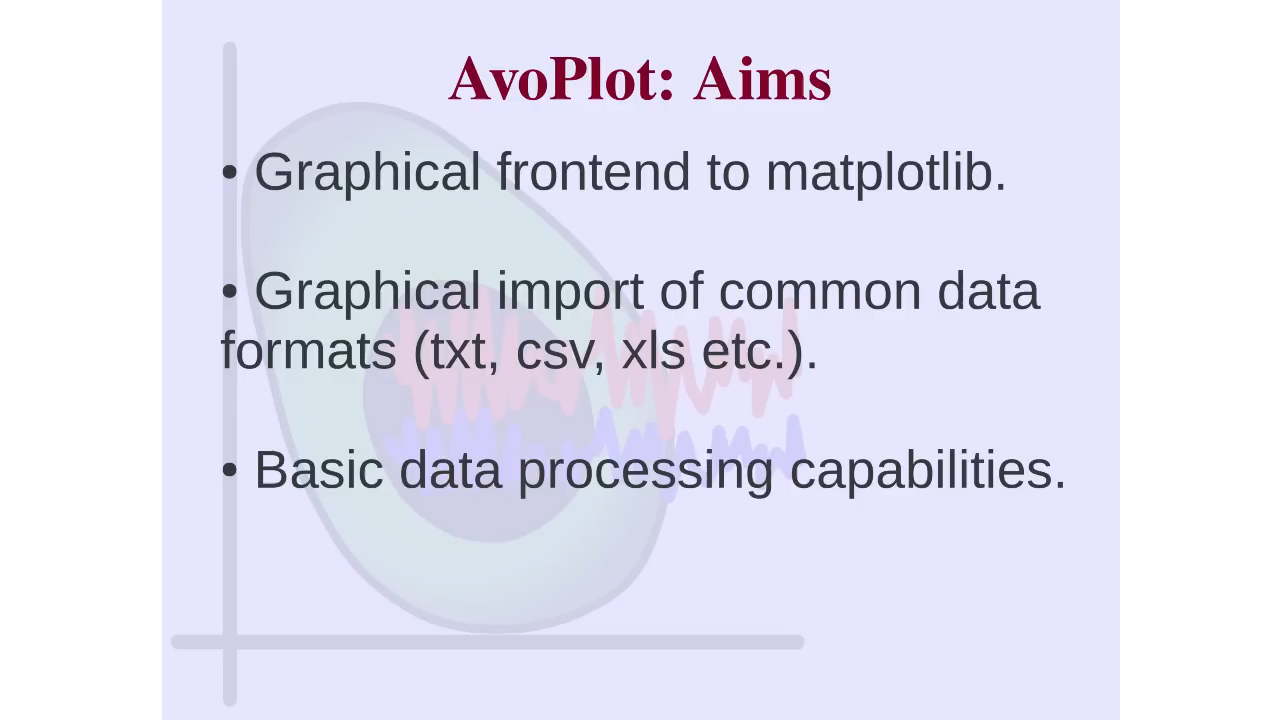 AvoPlot: Aims
• Graphical frontend to matplotlib.
• Graphical import of common data
formats (txt, csv, xls etc.).
• Basic data processing capabilities.